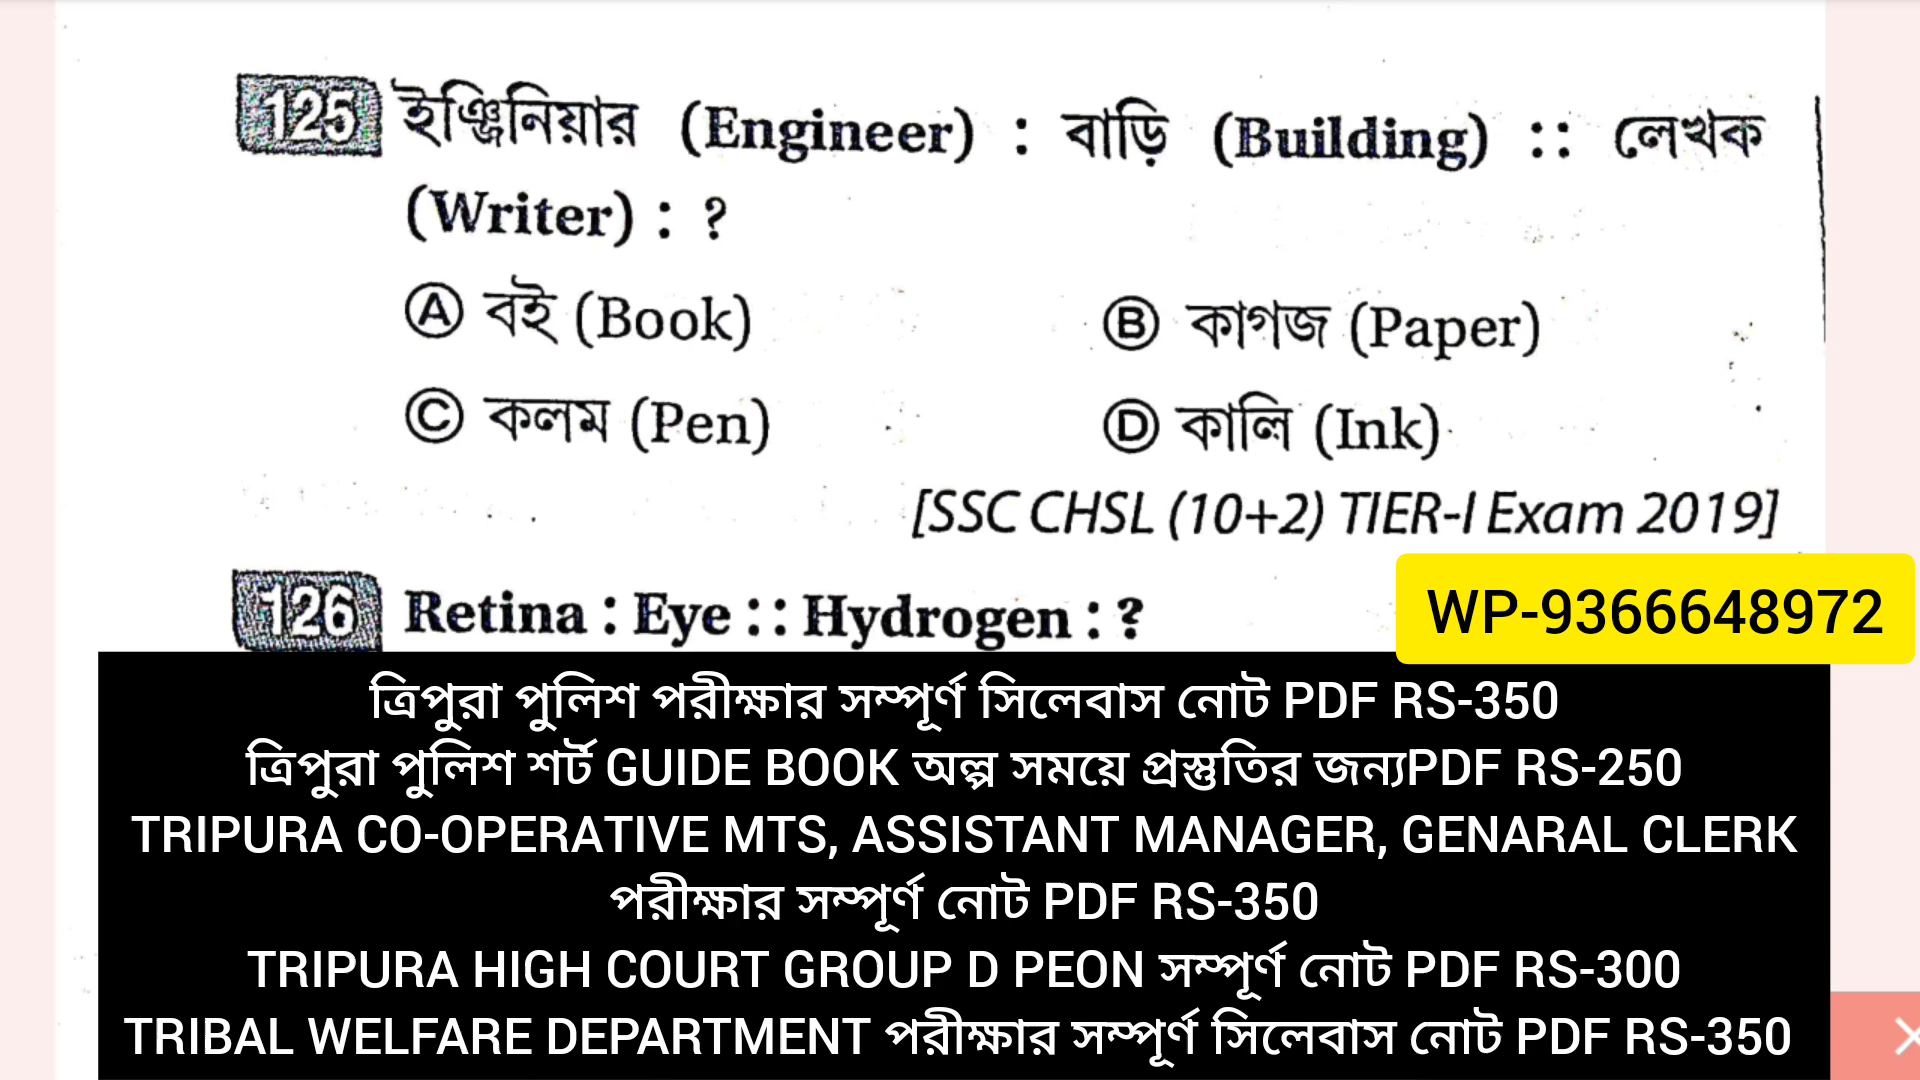 125 ইঞ্জিনিয়ার (Engineer) : বাড়ি (Building) :: লেখক
(Writer) : ?
Ⓐ বই (Book) Ⓑ কাগজ (Paper)
Ⓒ কলম (Pen) Ⓓ কালি (Ink)
[SSC CHSL (10+2) TIER-I Exam 2019]
126 Retina : Eye :: Hydrogen : ?
WP-9366648972
ত্রিপুরা পুলিশ পরীক্ষার সম্পূর্ণ সিলেবাস নোট PDF RS-350
ত্রিপুরা পুলিশ শর্ট GUIDE BOOK অল্প সময়ে প্রস্তুতির জন্যPDF RS-250
TRIPURA CO-OPERATIVE MTS, ASSISTANT MANAGER, GENARAL CLERK
পরীক্ষার সম্পূর্ণ নোট PDF RS-350
TRIPURA HIGH COURT GROUP D PEON সম্পূর্ণ নোট PDF RS-300
TRIBAL WELFARE DEPARTMENT পরীক্ষার সম্পূর্ণ সিলেবাস নোট PDF RS-350